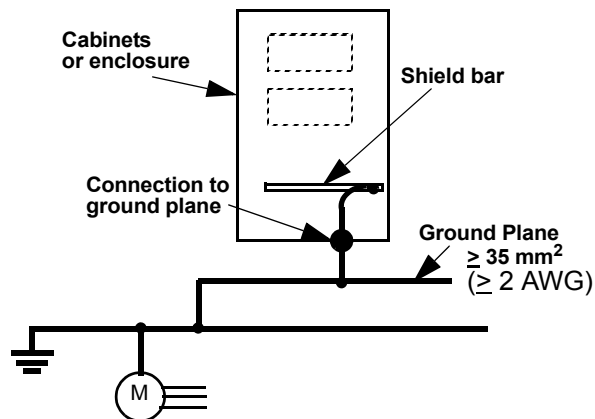 Cabinets
or enclosure
Shield bar
Connection to
ground plane
Ground Plane
≥ 35 mm²
(≥ 2 AWG)
M